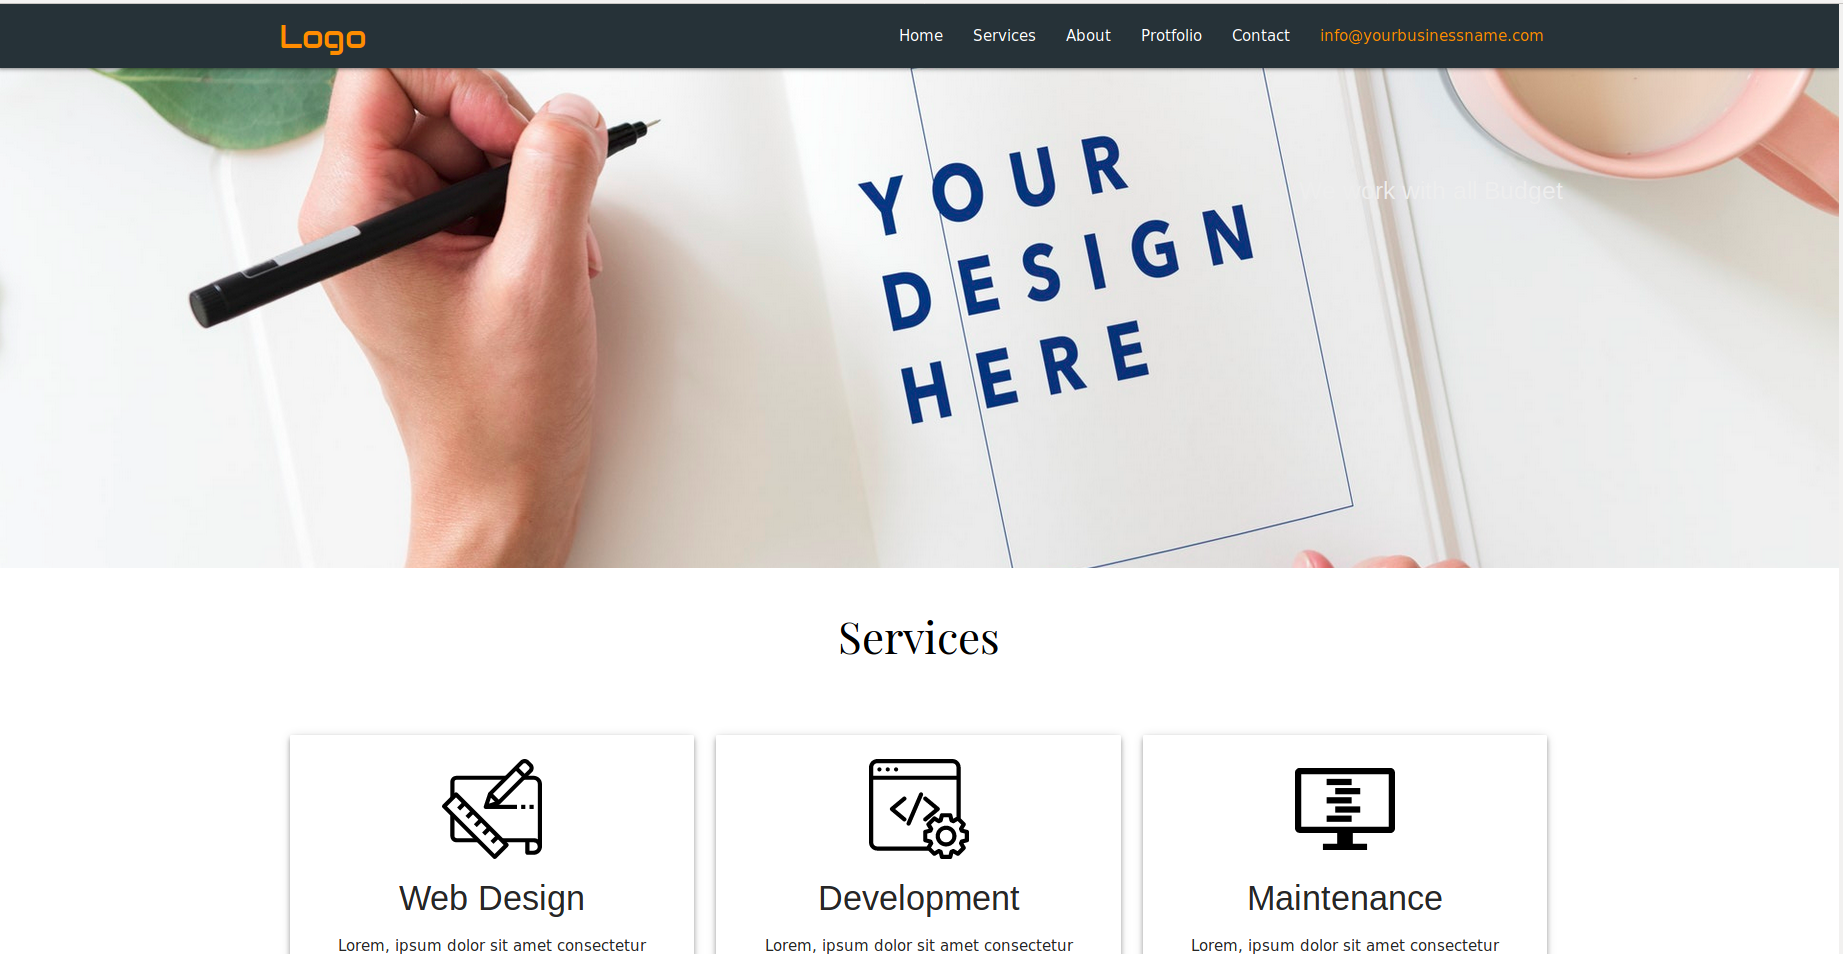 Logo
Home Services About Protfolio Contact info@yourbusinessname.com
YOUR
DESIGN
HERE
work with all Budget
Services
Web Design Development Maintenance
Lorem, ipsum dolor sit amet consectetur Lorem, ipsum dolor sit amet consectetur Lorem, ipsum dolor sit amet consectetur